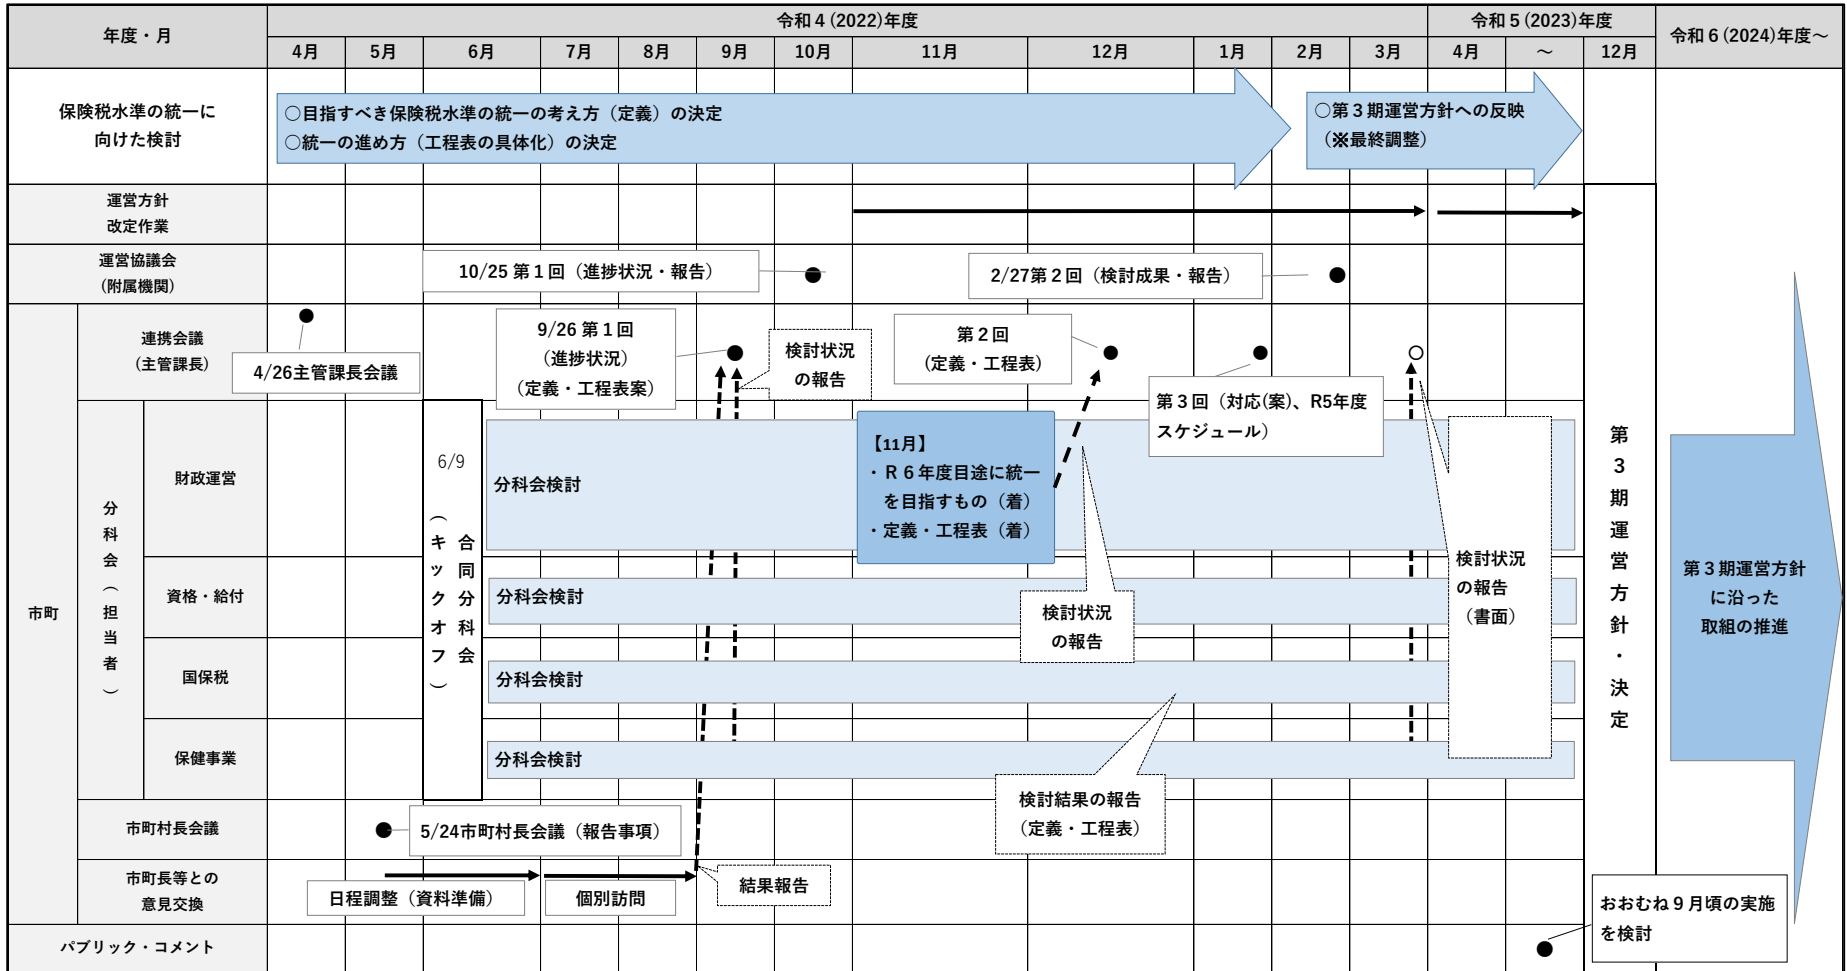 年度・月
令和４(2022)年度
令和５(2023)年度
令和６(2024)年度～
4月
5月
6月
7月
8月
9月
10月
11月
12月
1月
2月
3月
4月
～
12月
保険税水準の統一に
向けた検討
○目指すべき保険税水準の統一の考え方（定義）の決定
○統一の進め方（工程表の具体化）の決定
○第３期運営方針への反映
（※最終調整）
運営方針
改定作業
運営協議会
(附属機関)
10/25 第１回（進捗状況・報告）
2/27第２回（検討成果・報告）
市町
連携会議
(主管課長)
4/26主管課長会議
9/26 第１回
（進捗状況）
（定義・工程表案）
検討状況
の報告
第２回
（定義・工程表）
第３回（対応(案)、R5年度
スケジュール）
分科会（担当者）
6/9
合同分科会
（キックオフ）
財政運営
分科会検討
【11月】
・Ｒ６年度目途に統一
を目指すもの（着）
・定義・工程表（着）
資格・給付
分科会検討
検討状況
の報告
検討状況
の報告
（書面）
国保税
分科会検討
保健事業
分科会検討
検討結果の報告
（定義・工程表）
市町村長会議
5/24市町村長会議（報告事項）
市町長等との
意見交換
日程調整（資料準備）
個別訪問
結果報告
パブリック・コメント
おおむね９月頃の実施
を検討
第３期運営方針・決定
第３期運営方針
に沿った
取組の推進